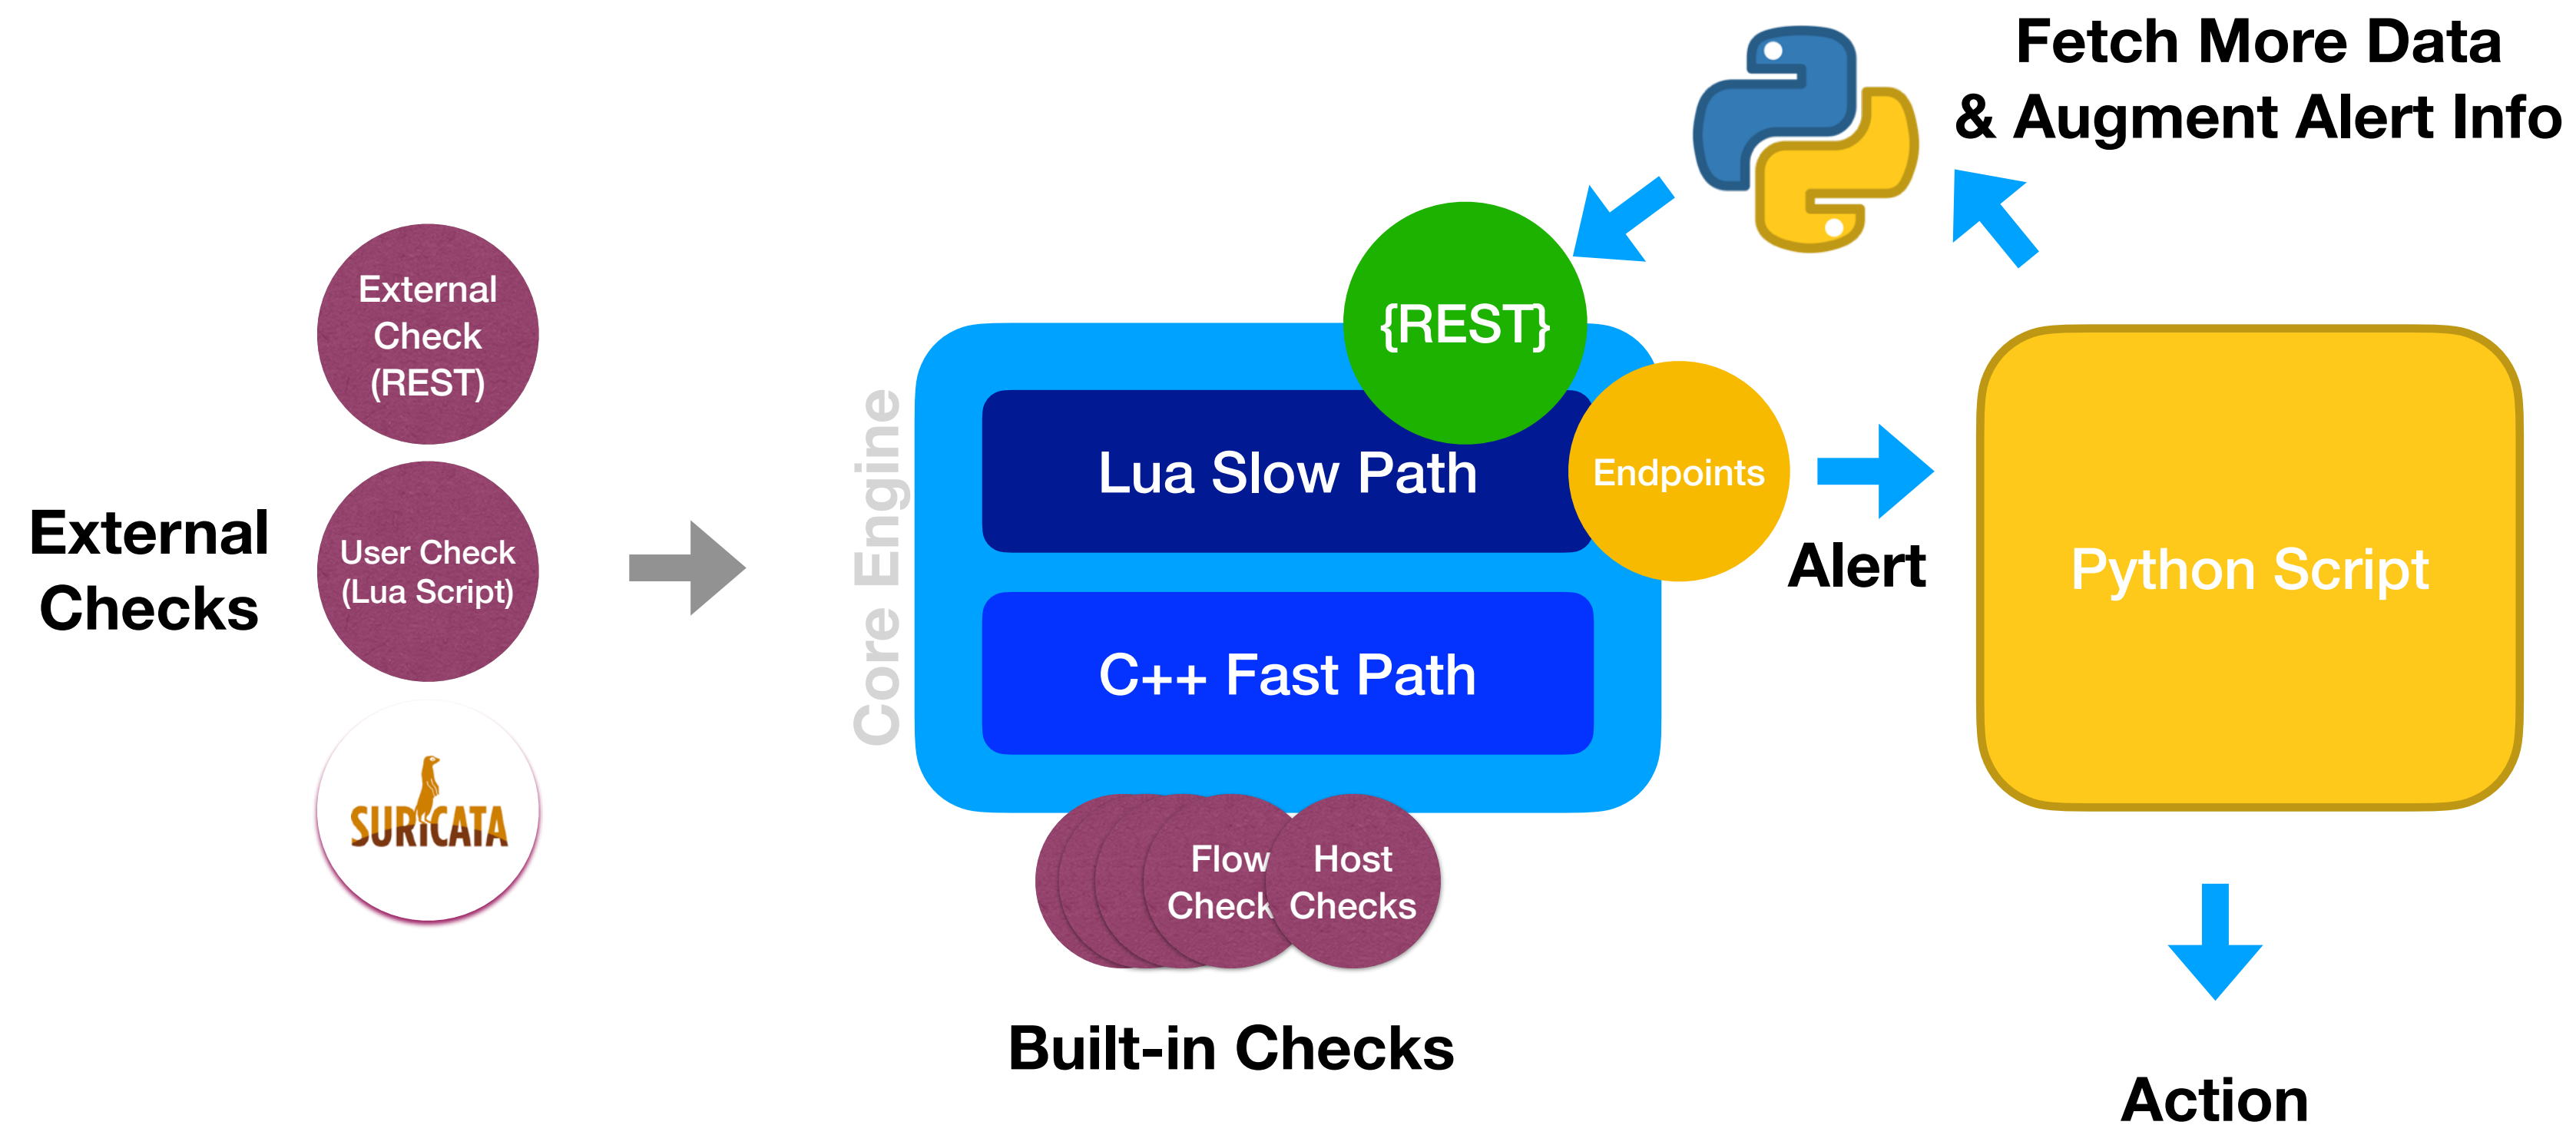 Fetch More Data
& Augment Alert Info
External
Check
(REST)
{REST}
Core Engine
Lua Slow Path
Endpoints
External
Checks
User Check
(Lua Script)
Alert
Python Script
C++ Fast Path
SURICATA
Flow
Check
Host
Checks
Built-in Checks
Action